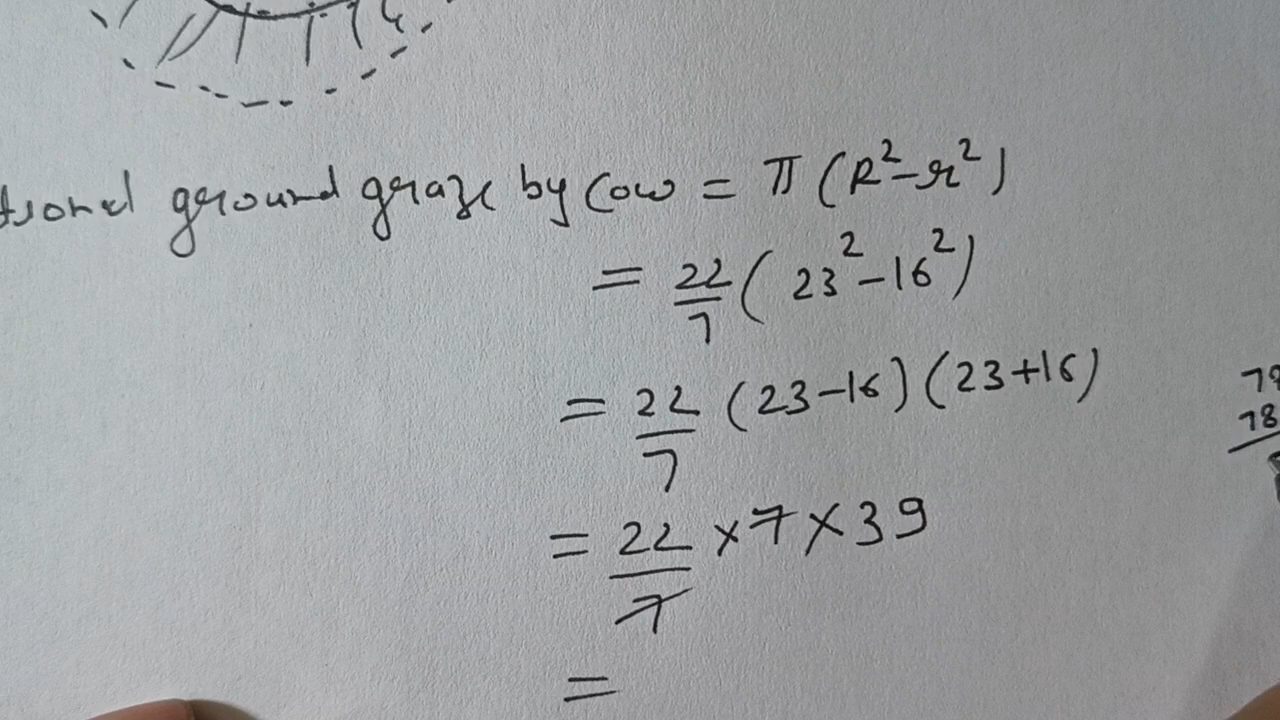 ground graze by Cow = π (R²-r²)
= 22/7 ( 23²-16²)
= 22/7 (23-16) (23+16)
= 22/7 ×7×39
=